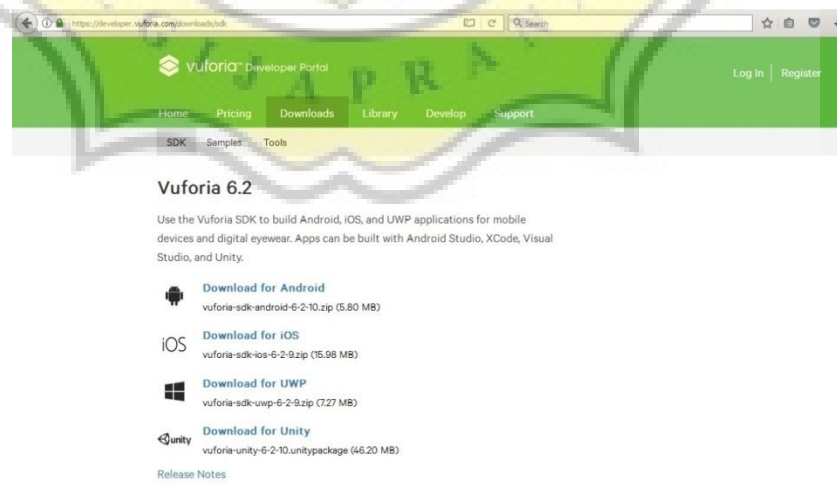 https://developer.vuforia.com/downloads/sdk
Search
vuforia™ Developer Portal
Log In | Register
Home Pricing Downloads Library Develop Support
SDK Samples Tools
Vuforia 6.2
Use the Vuforia SDK to build Android, iOS, and UWP applications for mobile
devices and digital eyewear. Apps can be built with Android Studio, XCode, Visual
Studio, and Unity.
Download for Android
vuforia-sdk-android-6-2-10.zip (5.80 MB)
iOS
Download for iOS
vuforia-sdk-ios-6-2-9.zip (15.98 MB)
Download for UWP
vuforia-sdk-uwp-6-2-9.zip (7.27 MB)
unity
Download for Unity
vuforia-unity-6-2-10.unitypackage (46.20 MB)
Release Notes